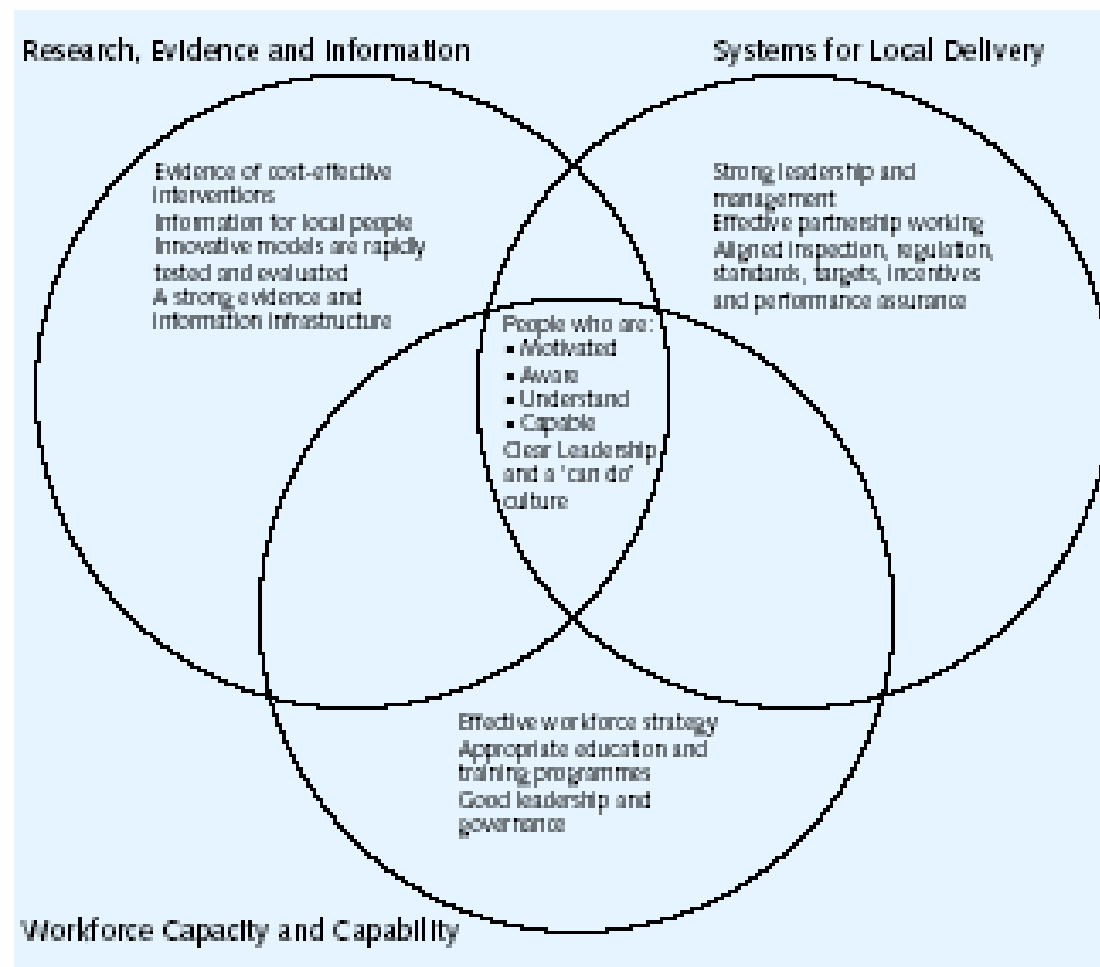 Research, Evidence and Information
Systems for Local Delivery
Evidence of cost-effective
interventions
Information for local people
Innovative models are rapidly
tested and evaluated
A strong evidence and
information infrastructure
Strong leadership and
management
Effective partnership working
Aligned inspection, regulation,
standards, targets, incentives
and performance assurance
People who are:
▪ Motivated
▪ Aware
▪ Understand
▪ Capable
Clear Leadership
and a 'can do'
culture
Effective workforce strategy
Appropriate education and
training programmes
Good leadership and
governance
Workforce Capacity and Capability